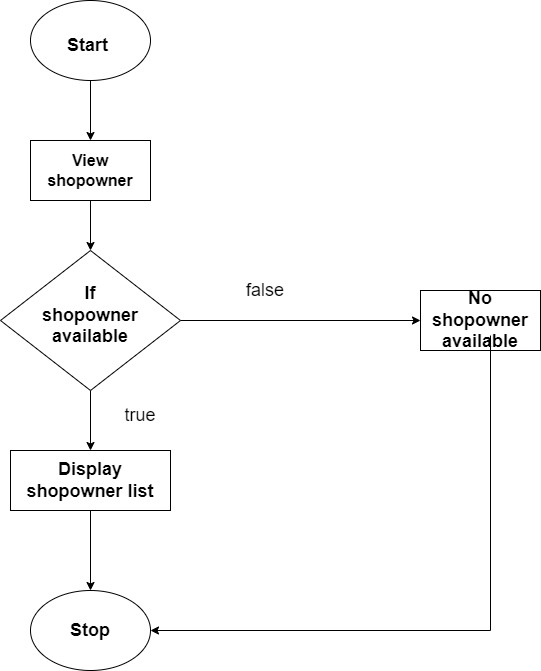 Start
View
shopowner
If
shopowner
available
false
No
shopowner
available
true
Display
shopowner list
Stop